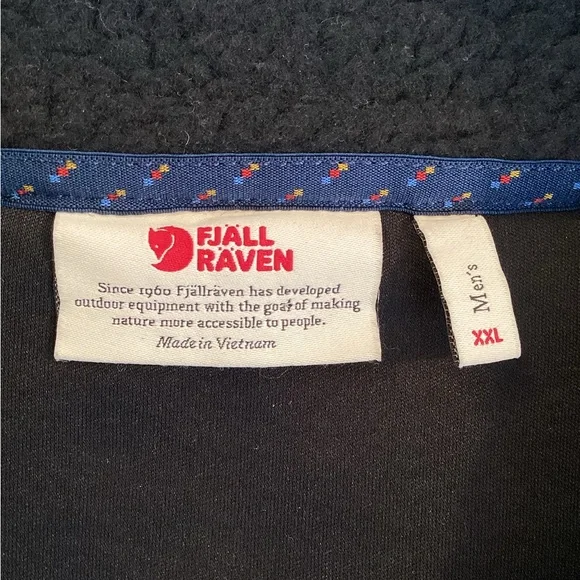 FJÄLL
RÄVEN
Since 1960 Fjällräven has developed
outdoor equipment with the goal of making
nature more accessible to people.
Made in Vietnam
Men's
XXL